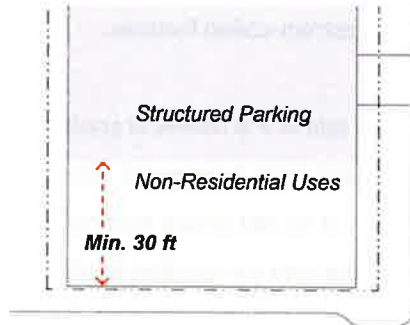 Structured Parking
Non-Residential Uses
Min. 30 ft